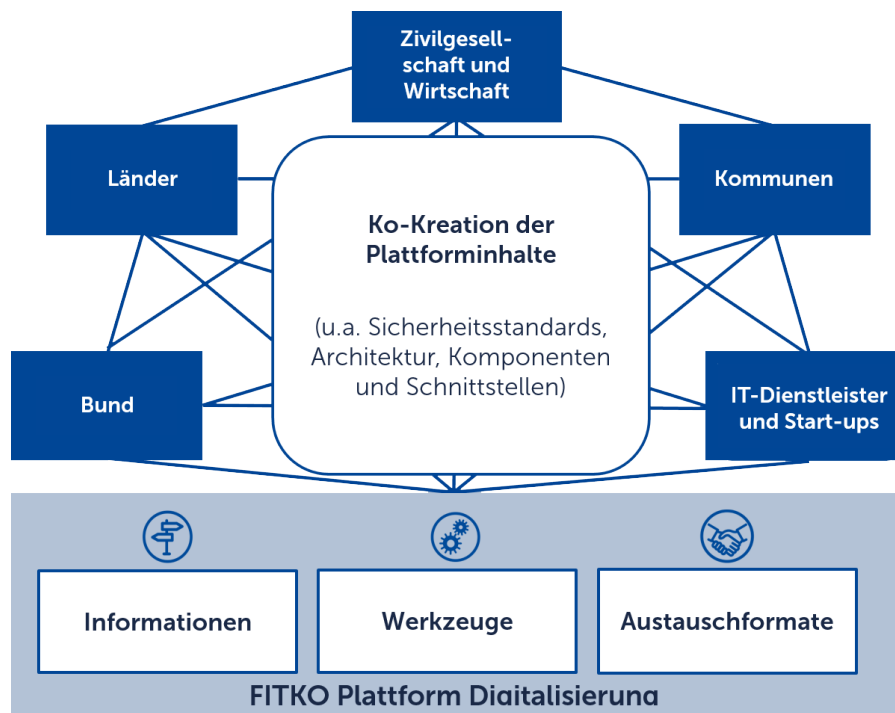 Zivilgesell-
schaft und
Wirtschaft
Länder
Kommunen
Ko-Kreation der
Plattforminhalte
(u.a. Sicherheitsstandards,
Architektur, Komponenten
und Schnittstellen)
Bund
IT-Dienstleister
und Start-ups
Informationen
Werkzeuge
Austauschformate
FITKO Plattform Digitalisierung